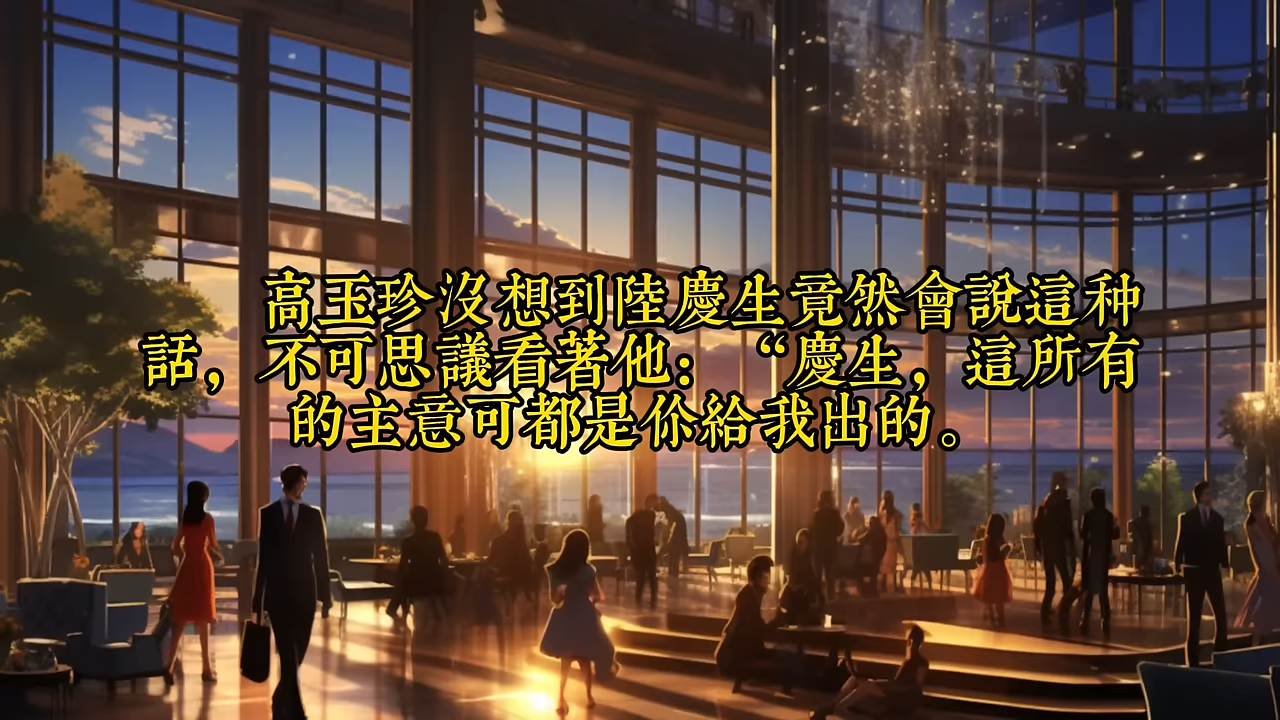 高玉珍沒想到陸慶生竟然會說這种
話，不可思議看著他：“慶生，這所有
的主意可都是你給我出的。